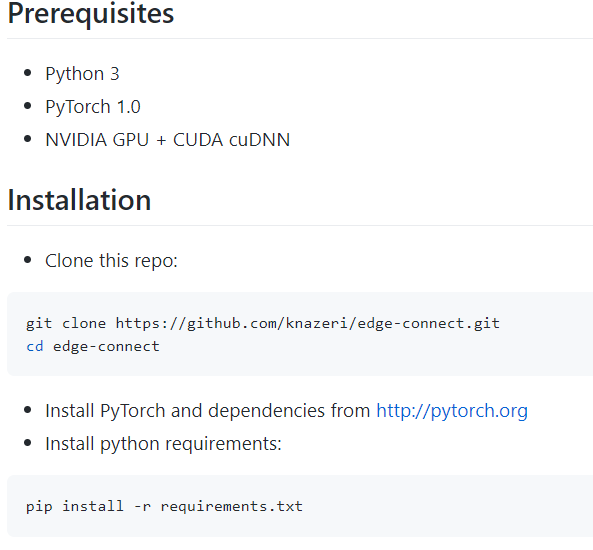 Prerequisites
Python 3
PyTorch 1.0
NVIDIA GPU + CUDA cuDNN
Installation
Clone this repo:
git clone https://github.com/knazeri/edge-connect.git
cd edge-connect
Install PyTorch and dependencies from http://pytorch.org
Install python requirements:
pip install -r requirements.txt